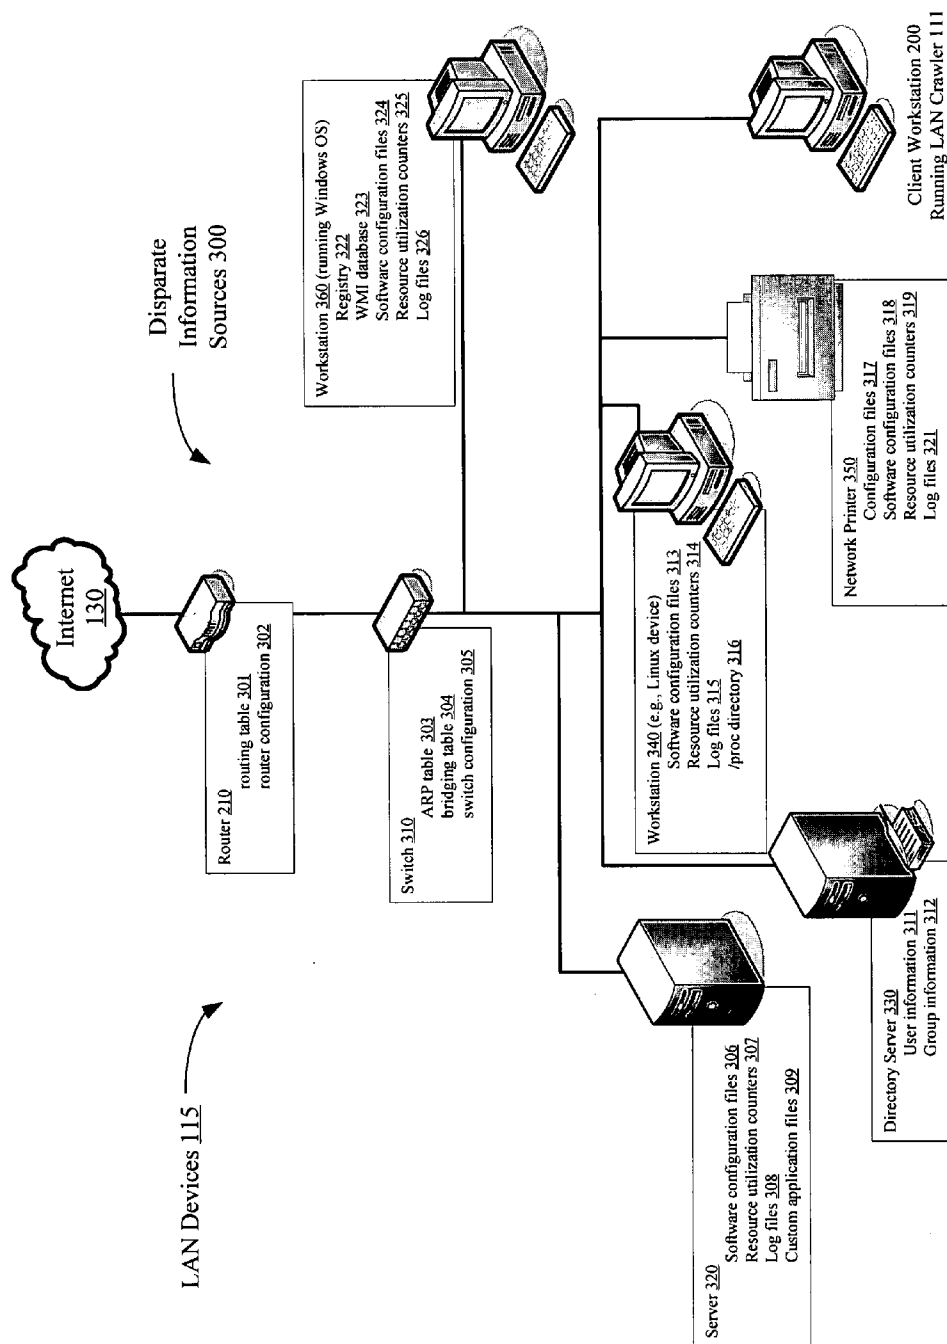 LAN Devices 115
Disparate
Information
Sources 300
Internet
130
Router 210
routing table 301
router configuration 302
Switch 310
ARP table 303
bridging table 304
switch configuration 305
Workstation 360 (running Windows OS)
Registry 322
WMI database 323
Software configuration files 324
Resource utilization counters 325
Log files 326
Server 320
Software configuration files 306
Resource utilization counters 307
Log files 308
Custom application files 309
Workstation 340 (e.g., Linux device)
Software configuration files 313
Resource utilization counters 314
Log files 315
/proc directory 316
Directory Server 330
User information 311
Group information 312
Network Printer 350
Configuration files 317
Software configuration files 318
Resource utilization counters 319
Log files 321
Client Workstation 200
Running LAN Crawler 111